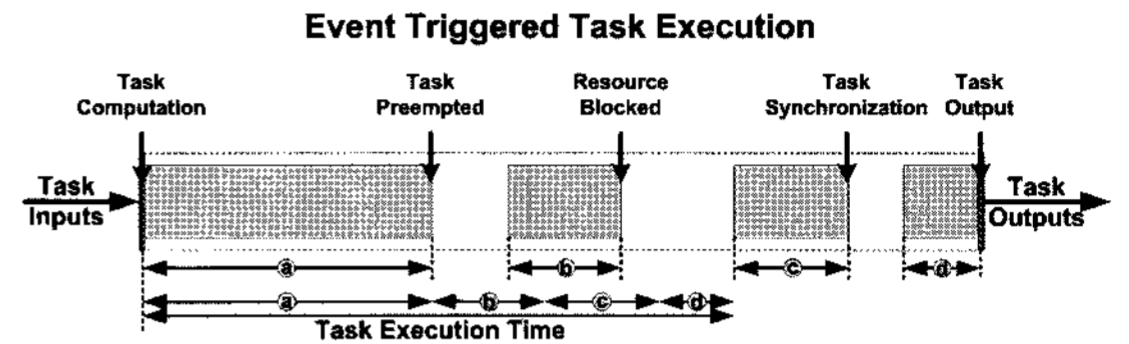 Event Triggered Task Execution
Task Computation
Task Preempted
Resource Blocked
Task Synchronization
Task Output
Task Inputs
Task Outputs
a b c d
a b c d
Task Execution Time